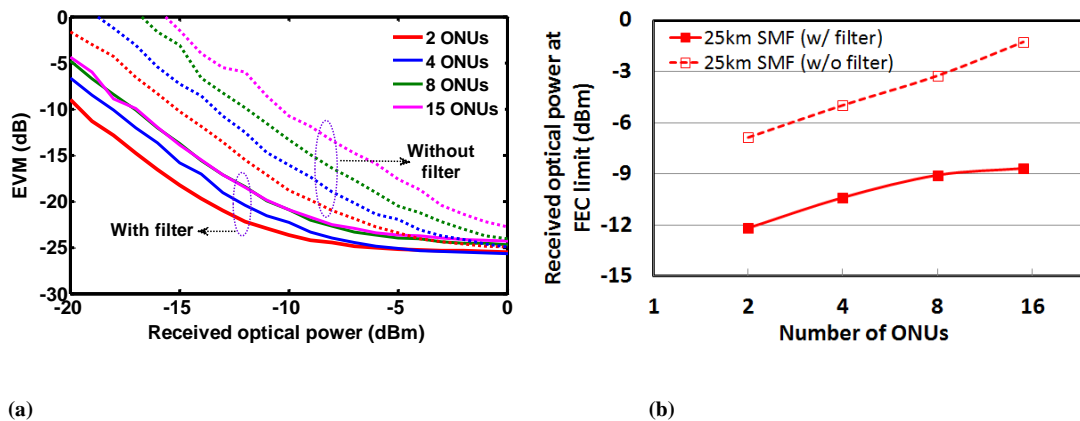 0
-5
-10
-15
-20
-25
-30
EVM (dB)
2 ONUs
4 ONUs
8 ONUs
15 ONUs
Without
filter
With filter
-20
-15
-10
-5
0
Received optical power (dBm)
(a)
-0
-3
-6
-9
-12
-15
Received optical power at
FEC limit (dBm)
25km SMF (w/ filter)
25km SMF (w/o filter)
1
2
4
8
16
Number of ONUs
(b)